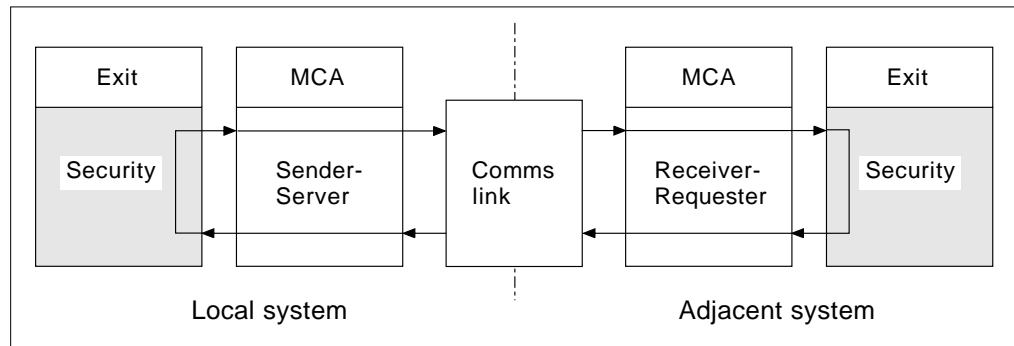 Exit
MCA
MCA
Exit
Security
Sender-
Server
Comms
link
Receiver-
Requester
Security
Local system
Adjacent system